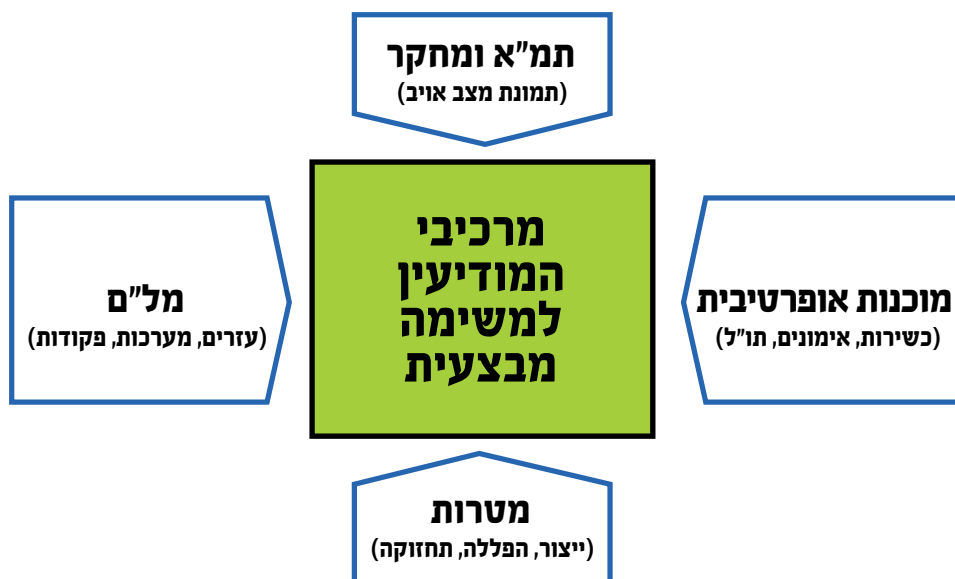 תמ"א ומחקר
(תמונת מצב אויב)
מוכנות אופרטיבית
(כשירות, אימונים, תו"ל)
מרכיבי
המודיעין
למשימה
מבצעית
מל"ם
(עזרים, מערכות, פקודות)
מטרות
(ייצור, הפללה, תחזוקה)